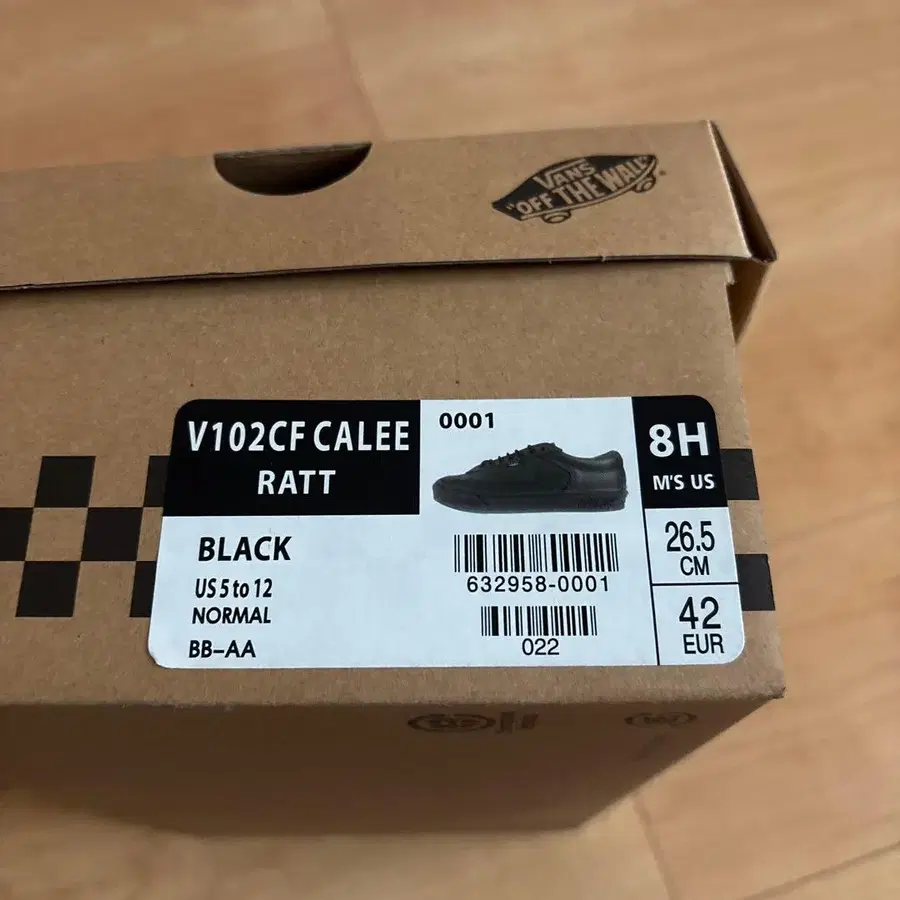 VANS
"OFF THE WALL"
V102CF CALEE
RATT
0001
8H
M'S US
BLACK
US 5 to 12
NORMAL
BB-AA
632958-0001
022
26.5
CM
42
EUR